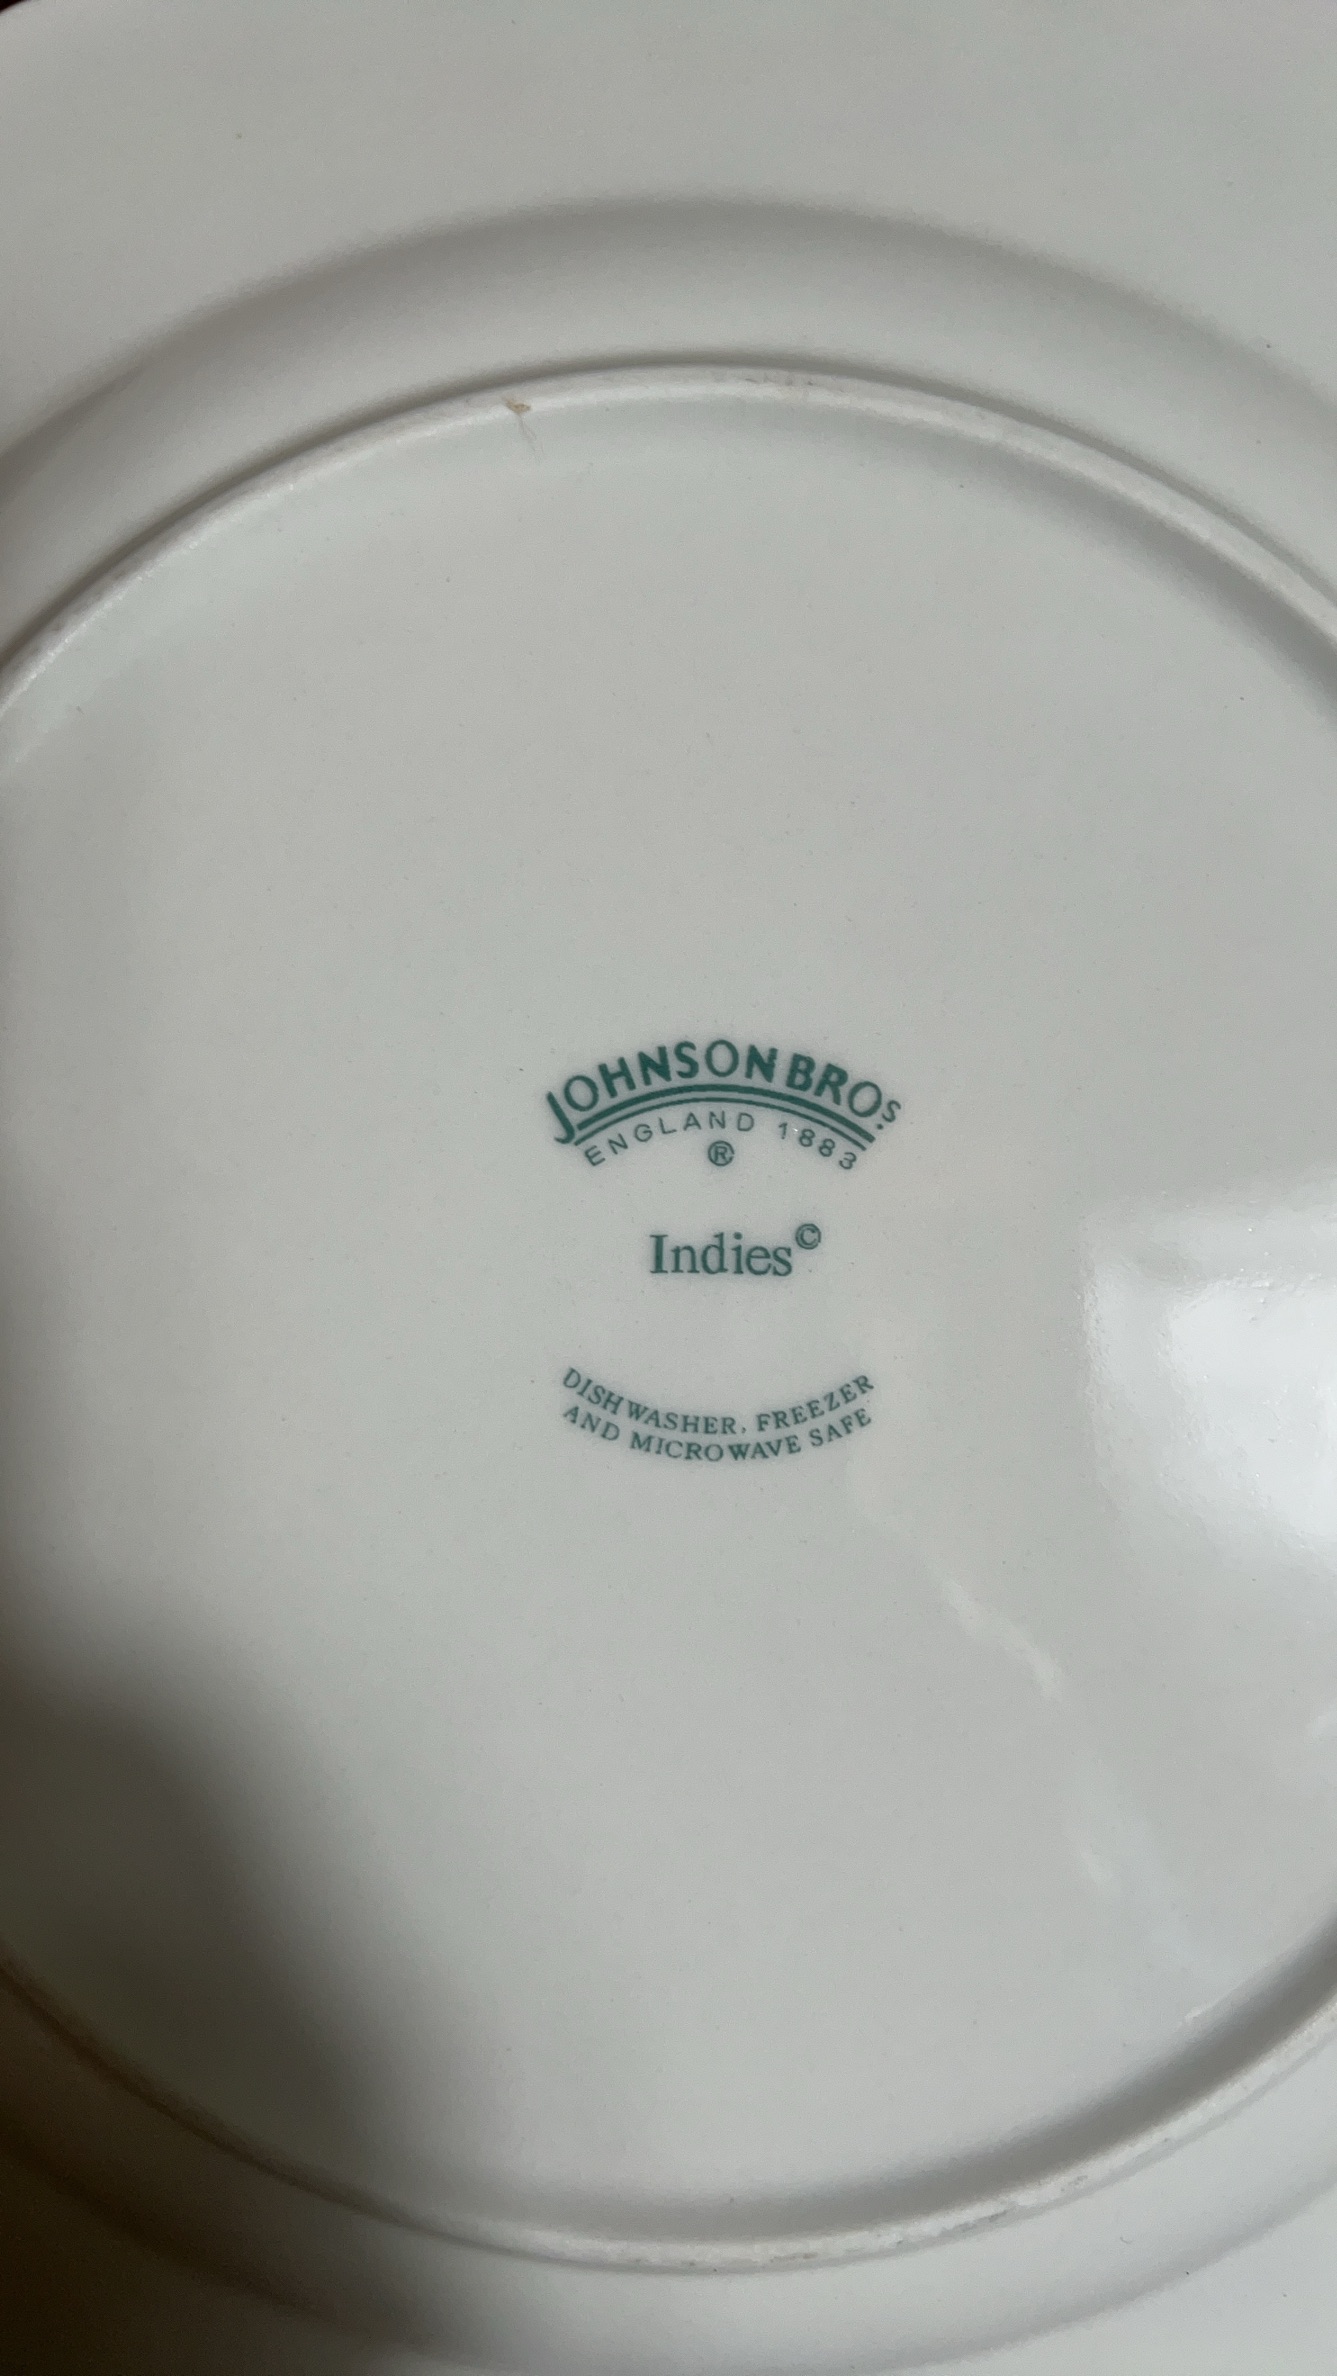 JOHNSON BROS.
ENGLAND 1883
®
Indies©
DISHWASHER, FREEZER
AND MICROWAVE SAFE